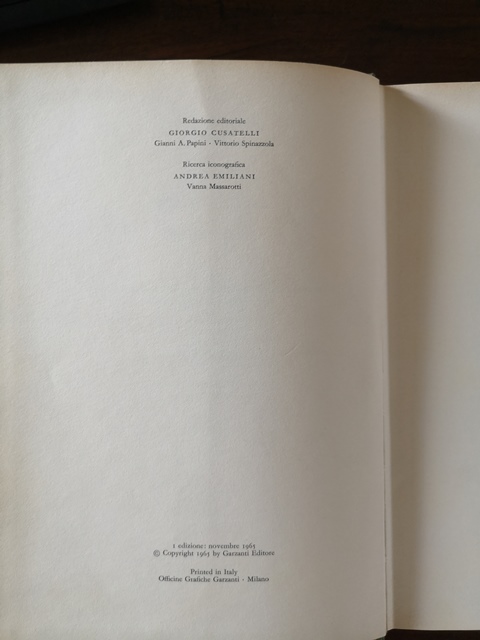 Redazione editoriale
GIORGIO CUSATELLI
Gianni A. Papini - Vittorio Spinazzola
Ricerca iconografica
ANDREA EMILIANI
Vanna Massarotti
1 edizione: novembre 1965
© Copyright 1965 by Garzanti Editore
Printed in Italy
Officine Grafiche Garzanti - Milano